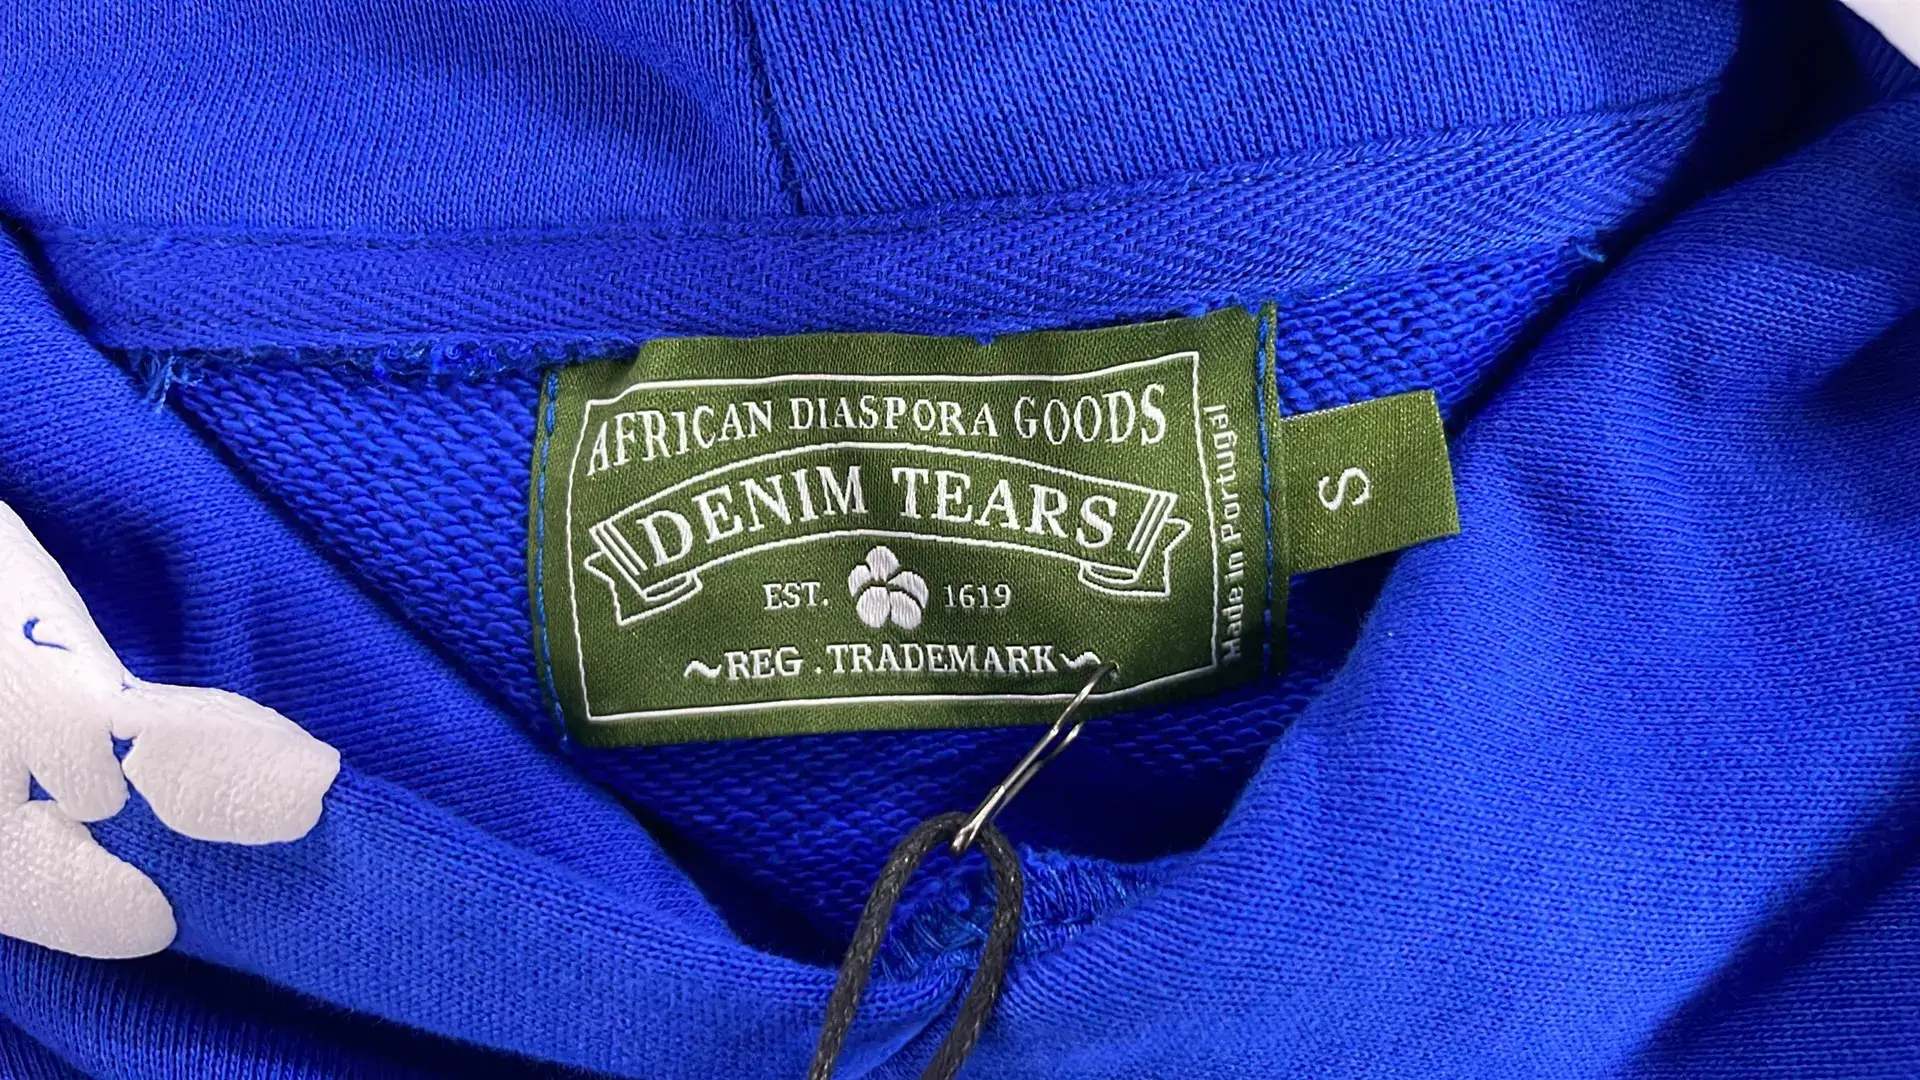 AFRICAN DIASPORA GOODS
DENIM TEARS
EST. 1619
~REG .TRADEMARK~
Made in Portugal
S